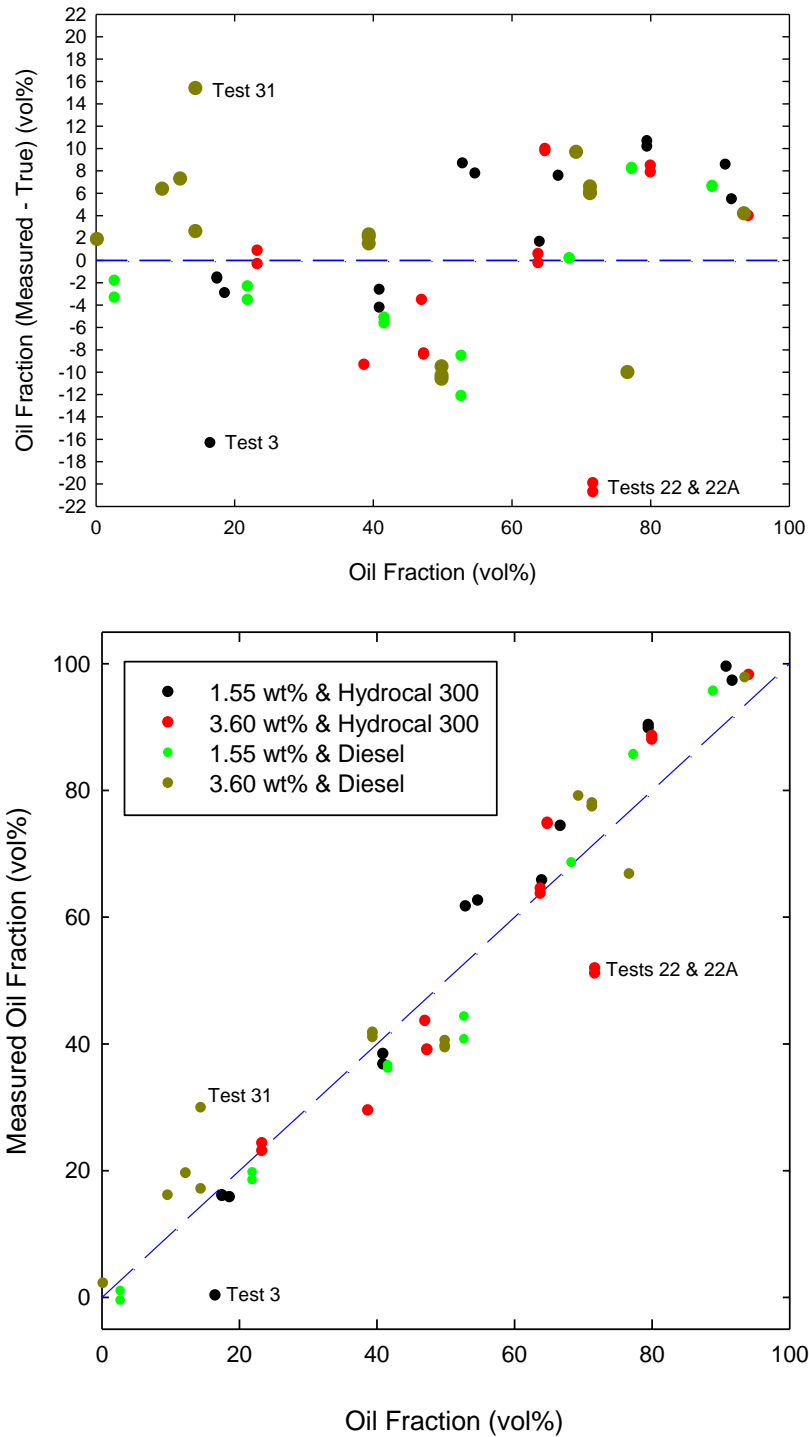 22
20
18
16
14
12
10
8
6
4
2
0
-2
-4
-6
-8
-10
-12
-14
-16
-18
-20
-22
Oil Fraction (Measured - True) (vol%)
Test 31
Test 3
Tests 22 & 22A
0 20 40 60 80 100
Oil Fraction (vol%)
100
80
60
40
20
0
Measured Oil Fraction (vol%)
1.55 wt% & Hydrocal 300
3.60 wt% & Hydrocal 300
1.55 wt% & Diesel
3.60 wt% & Diesel
Tests 22 & 22A
Test 31
Test 3
0 20 40 60 80 100
Oil Fraction (vol%)